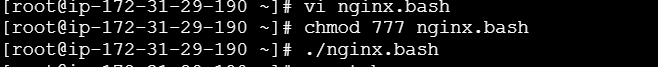 [root@ip-172-31-29-190 ~]# vi nginx.bash
[root@ip-172-31-29-190 ~]# chmod 777 nginx.bash
[root@ip-172-31-29-190 ~]# ./nginx.bash